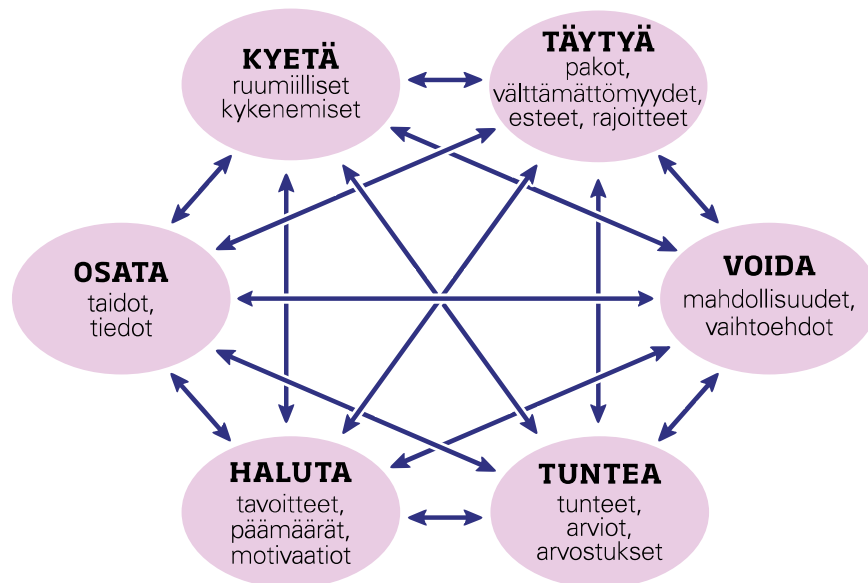 KYETÄ
ruumiilliset
kykenemiset
TÄYTYÄ
pakot,
välttämättömyydet,
esteet, rajoitteet
OSATA
taidot,
tiedot
VOIDA
mahdollisuudet,
vaihtoehdot
HALUTA
tavoitteet,
päämäärät,
motivaatiot
TUNTEA
tunteet,
arviot,
arvostukset